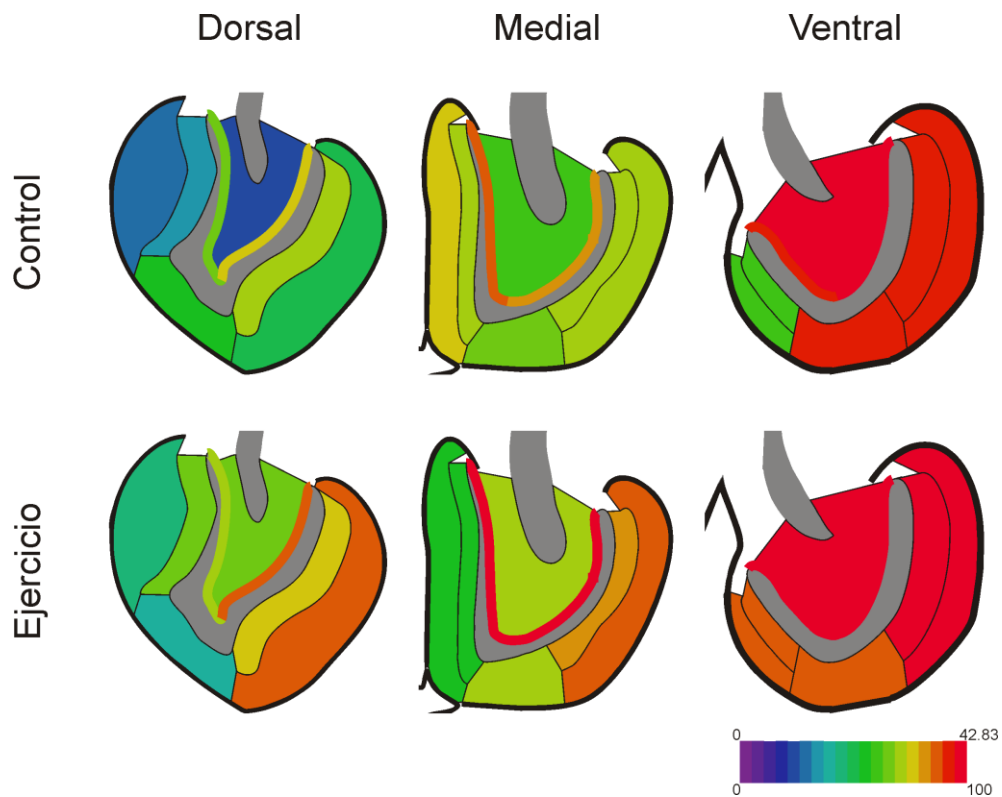 Dorsal Medial Ventral
Control
Ejercicio
0 42.83
0 100